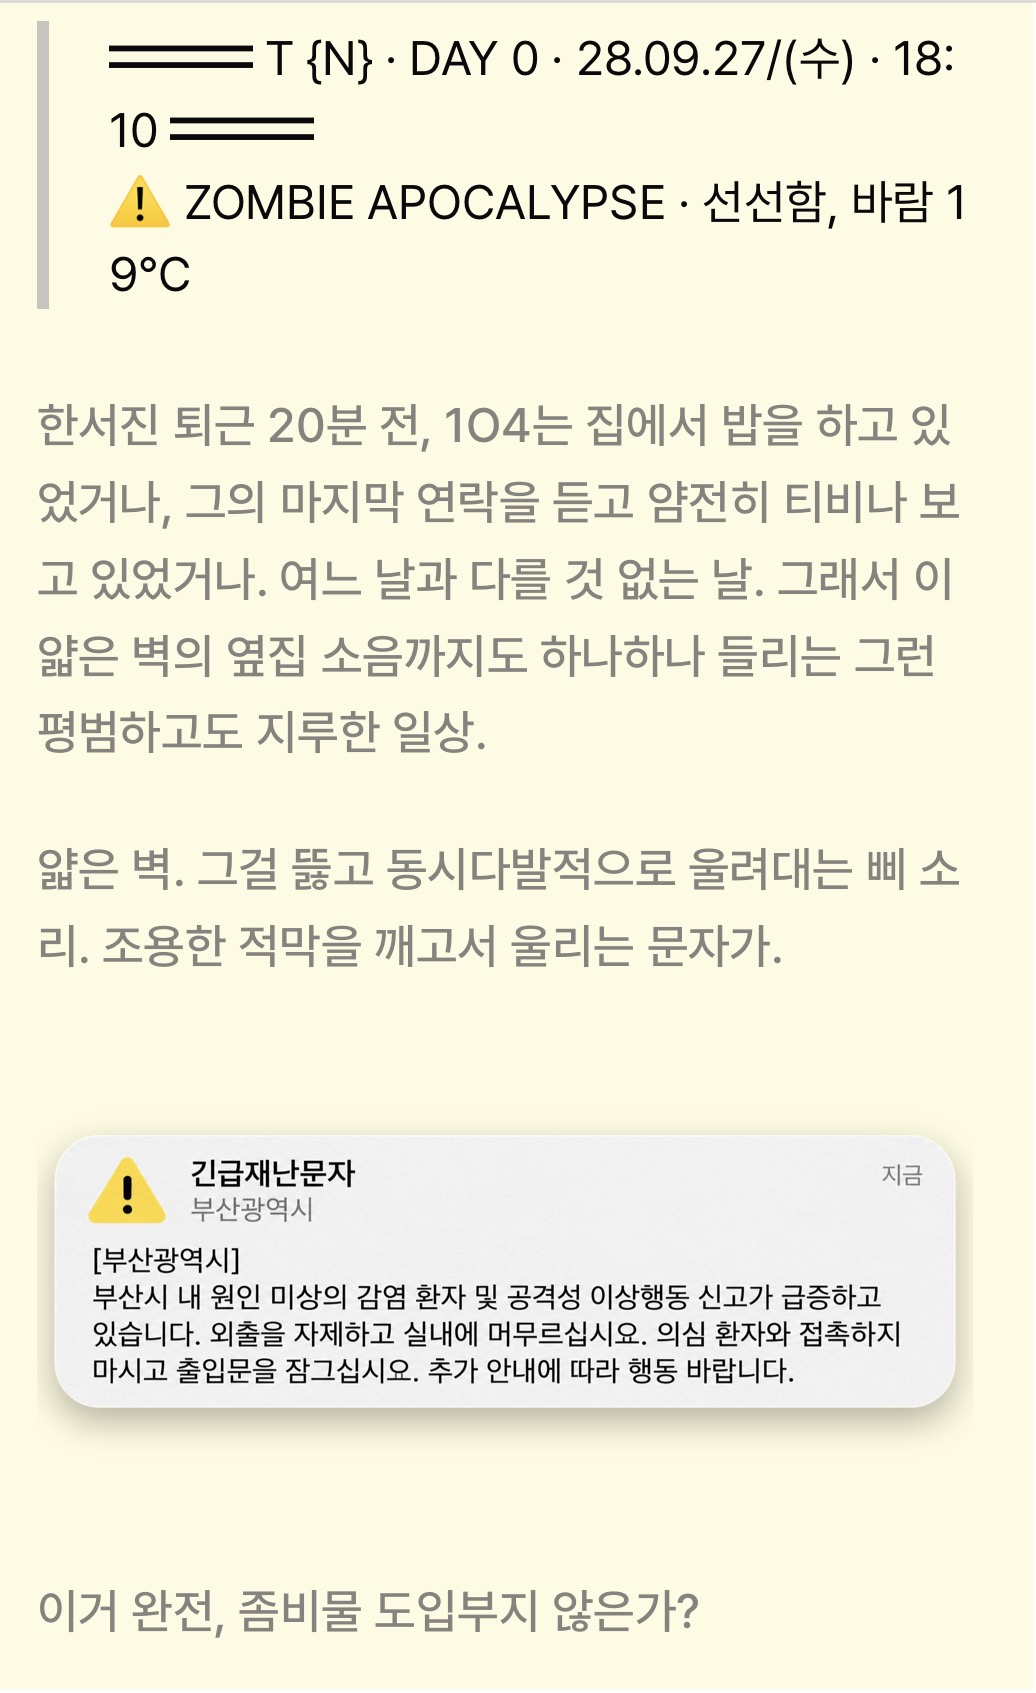 ═══ T {N} · DAY 0 · 28.09.27/(수) · 18:
10 ═══
⚠️ ZOMBIE APOCALYPSE · 선선함, 바람 1
9°C
한서진 퇴근 20분 전, 1O4는 집에서 밥을 하고 있
었거나, 그의 마지막 연락을 듣고 얌전히 티비나 보
고 있었거나. 여느 날과 다를 것 없는 날. 그래서 이
얇은 벽의 옆집 소음까지도 하나하나 들리는 그런
평범하고도 지루한 일상.
얇은 벽. 그걸 뚫고 동시다발적으로 울려대는 삐 소
리. 조용한 적막을 깨고서 울리는 문자가.
긴급재난문자
지금
부산광역시
[부산광역시]
부산시 내 원인 미상의 감염 환자 및 공격성 이상행동 신고가 급증하고
있습니다. 외출을 자제하고 실내에 머무르십시요. 의심 환자와 접촉하지
마시고 출입문을 잠그십시요. 추가 안내에 따라 행동 바랍니다.
이거 완전, 좀비물 도입부지 않은가?